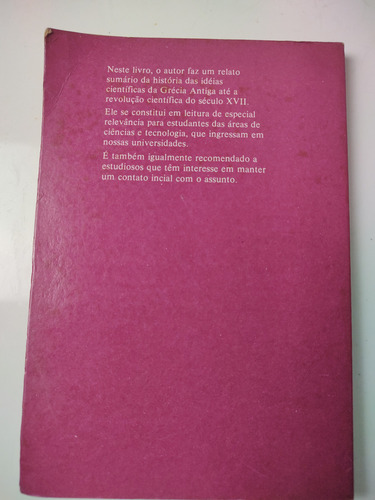 Neste livro, o autor faz um relato
sumário da história das idéias
científicas da Grécia Antiga até a
revolução científica do século XVII.
Ele se constitui em leitura de especial
relevância para estudantes das áreas de
ciências e tecnologia, que ingressam em
nossas universidades.
É também igualmente recomendado a
estudiosos que têm interesse em manter
um contato incial com o assunto.